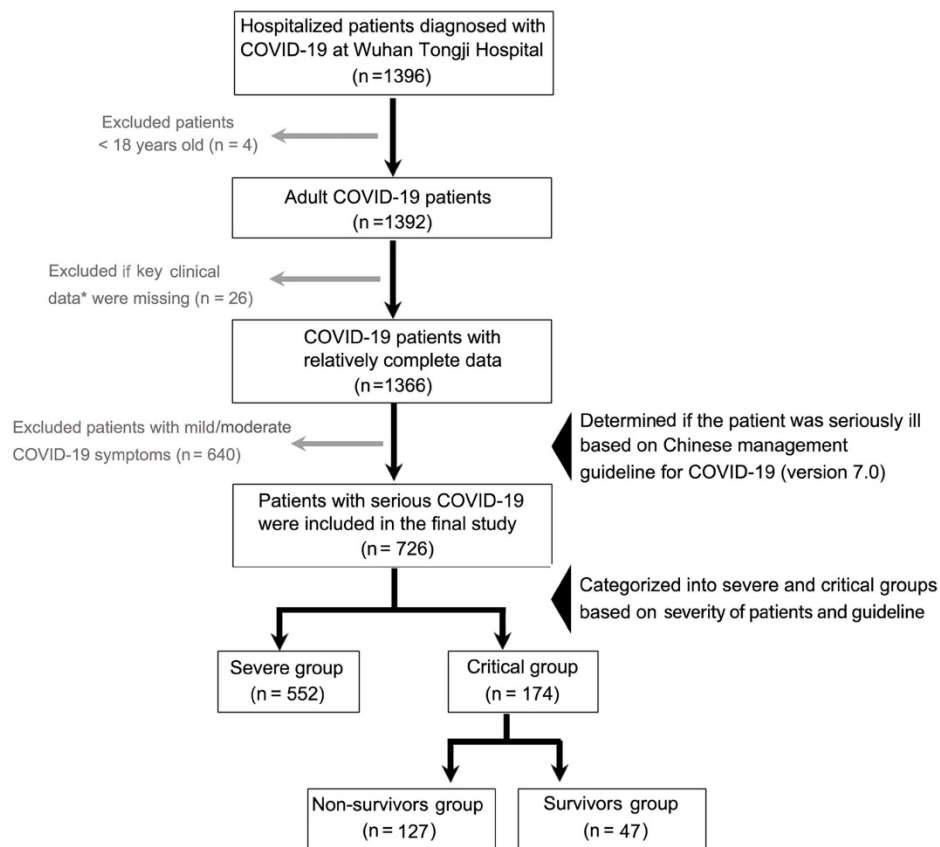 Hospitalized patients diagnosed with
COVID-19 at Wuhan Tongji Hospital
(n=1396)
Excluded patients
< 18 years old (n = 4)
Adult COVID-19 patients
(n =1392)
Excluded if key clinical
data* were missing (n = 26)
COVID-19 patients with
relatively complete data
(n=1366)
Excluded patients with mild/moderate
COVID-19 symptoms (n = 640)
Determined if the patient was seriously ill
based on Chinese management
guideline for COVID-19 (version 7.0)
Patients with serious COVID-19
were included in the final study
(n = 726)
Categorized into severe and critical groups
based on severity of patients and guideline
Severe group
(n = 552)
Critical group
(n = 174)
Non-survivors group
(n = 127)
Survivors group
(n = 47)